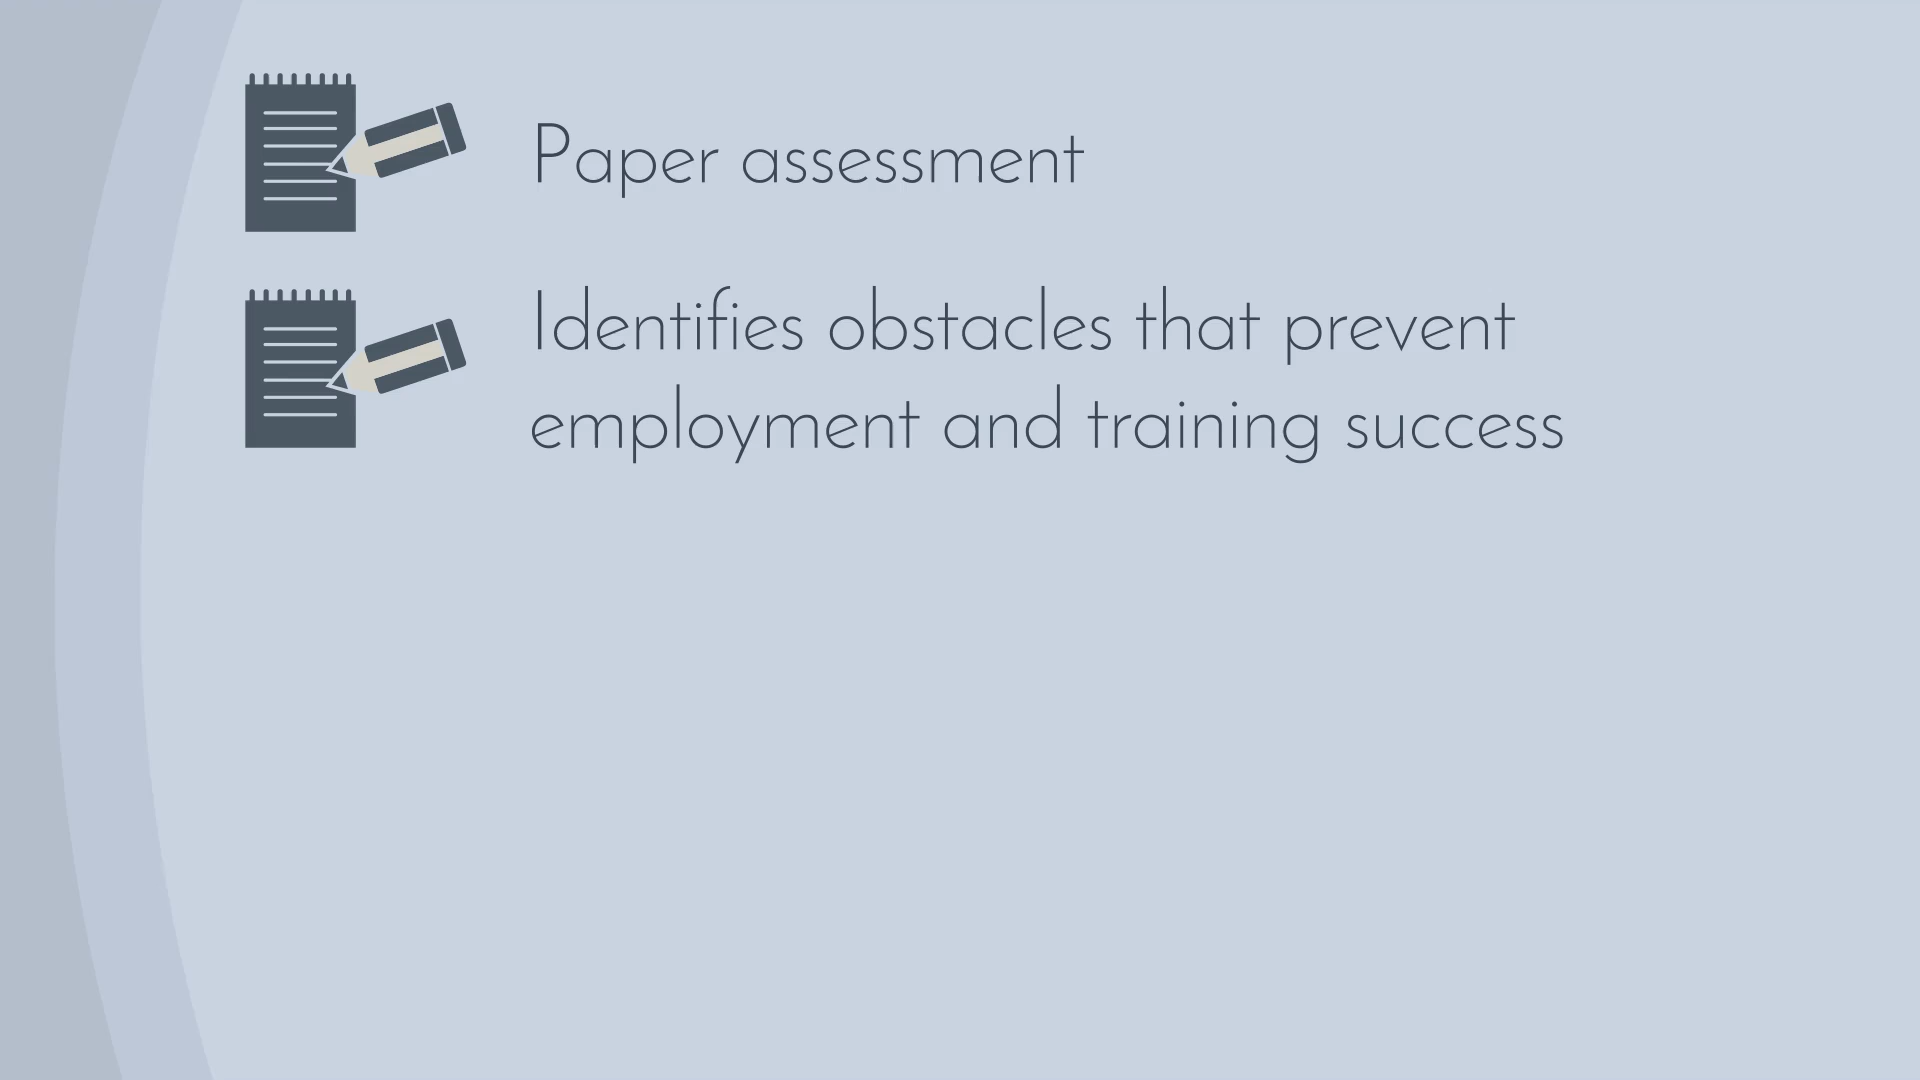 Paper assessment
Identifies obstacles that prevent
employment and training success